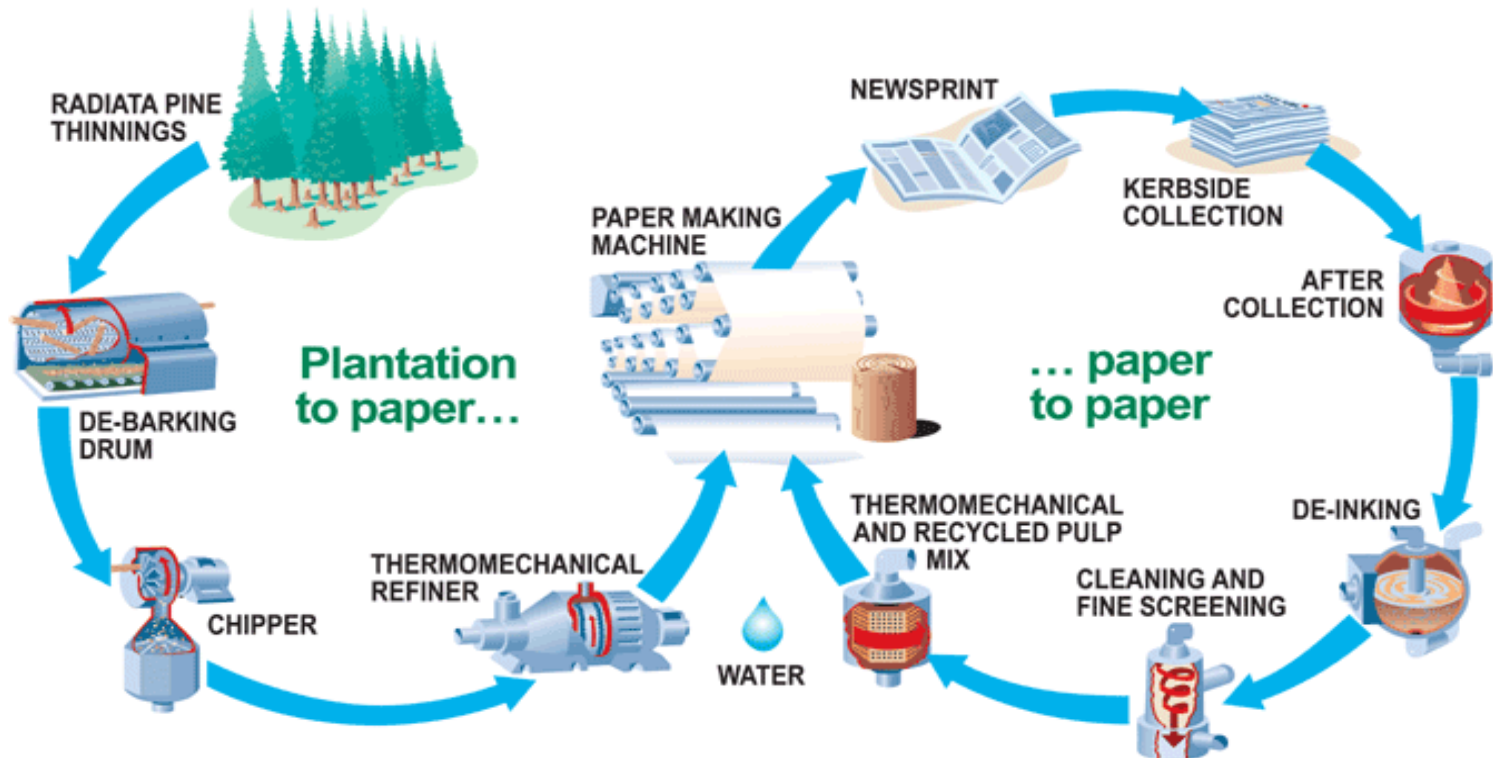 RADIATA PINE
THINNINGS
DE-BARKING
DRUM
CHIPPER
THERMOMECHANICAL
REFINER
Plantation
to paper...
WATER
PAPER MAKING
MACHINE
NEWSPRINT
KERBSIDE
COLLECTION
AFTER
COLLECTION
... paper
to paper
DE-INKING
CLEANING AND
FINE SCREENING
THERMOMECHANICAL
AND RECYCLED PULP
MIX